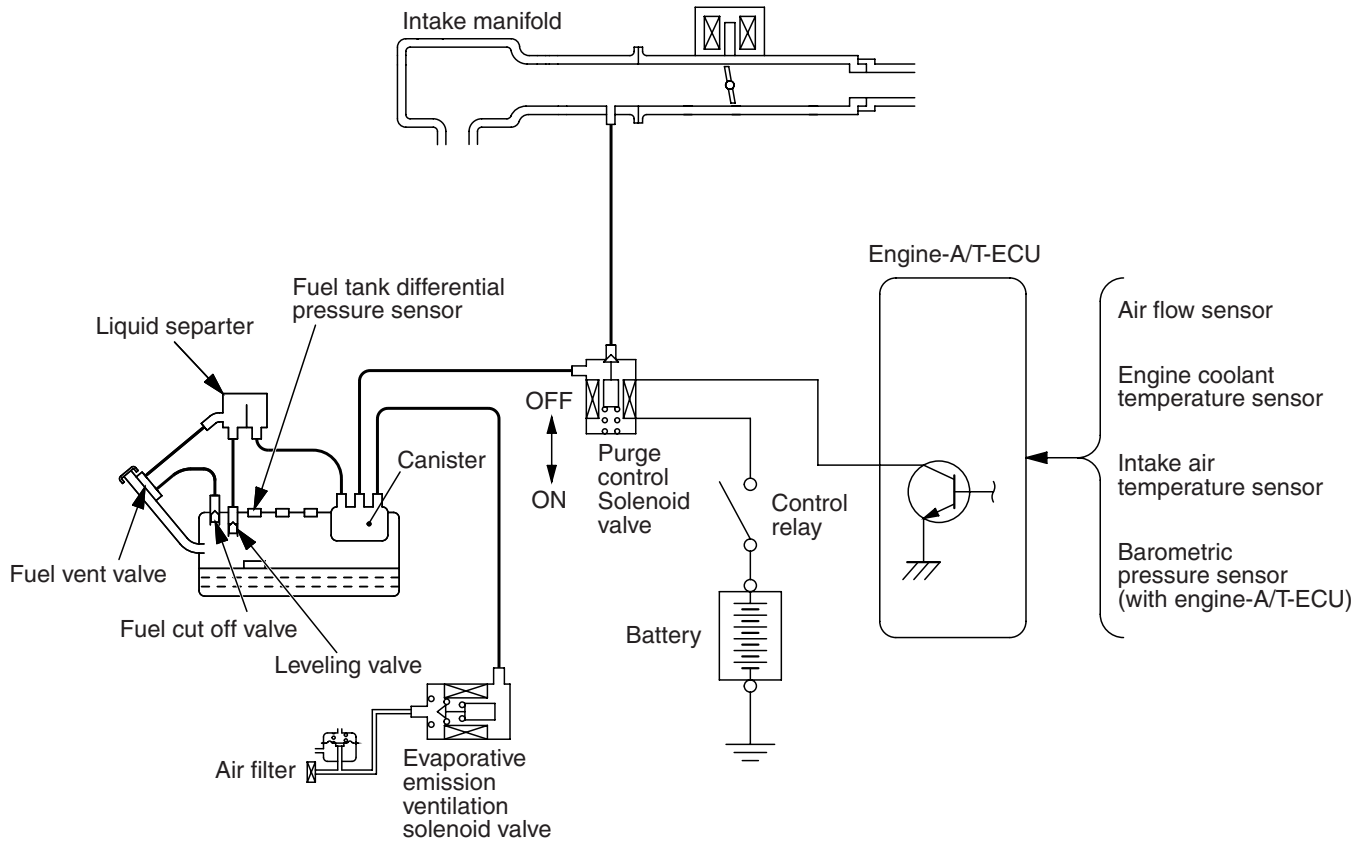 Intake manifold
Engine-A/T-ECU
Fuel tank differential
pressure sensor
Liquid separter
Air flow sensor
Engine coolant
temperature sensor
OFF
ON
Canister
Purge
control
Solenoid
valve
Control
relay
Intake air
temperature sensor
Barometric
pressure sensor
(with engine-A/T-ECU)
Fuel vent valve
Fuel cut off valve
Leveling valve
Battery
Air filter
Evaporative
emission
ventilation
solenoid valve